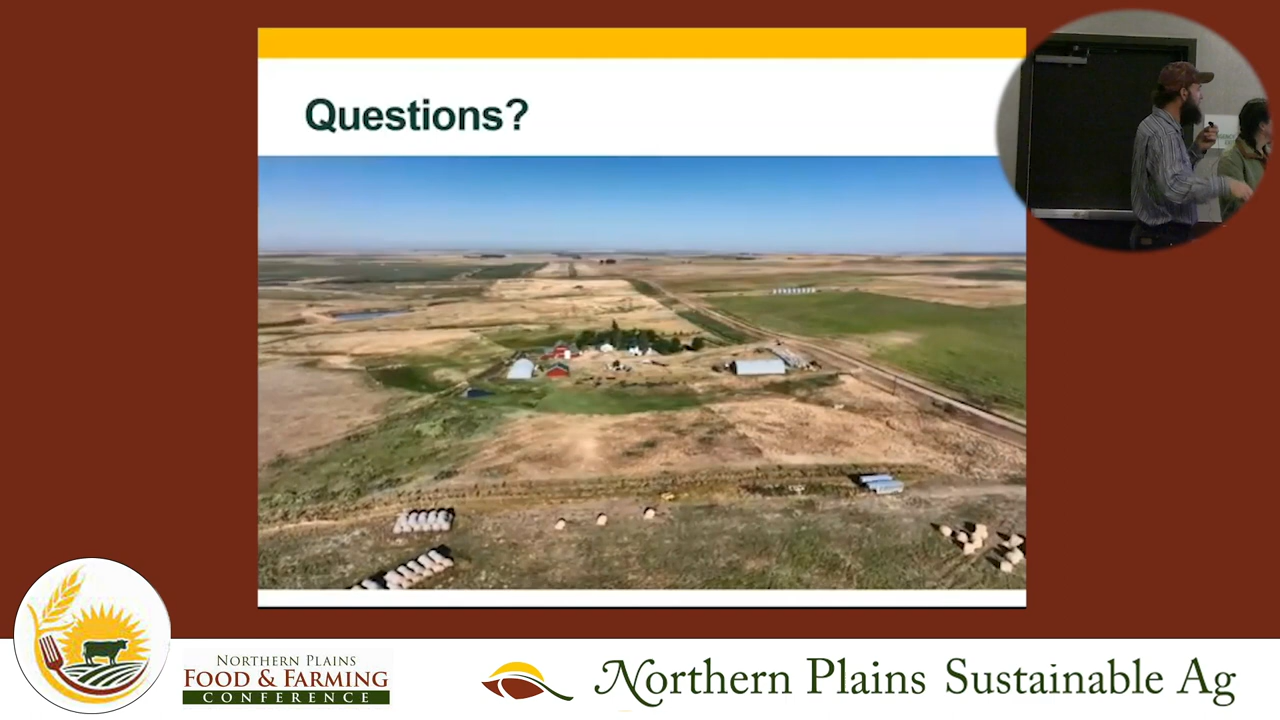 Questions?
NORTHERN PLAINS
FOOD & FARMING
CONFERENCE
Northern Plains Sustainable Ag